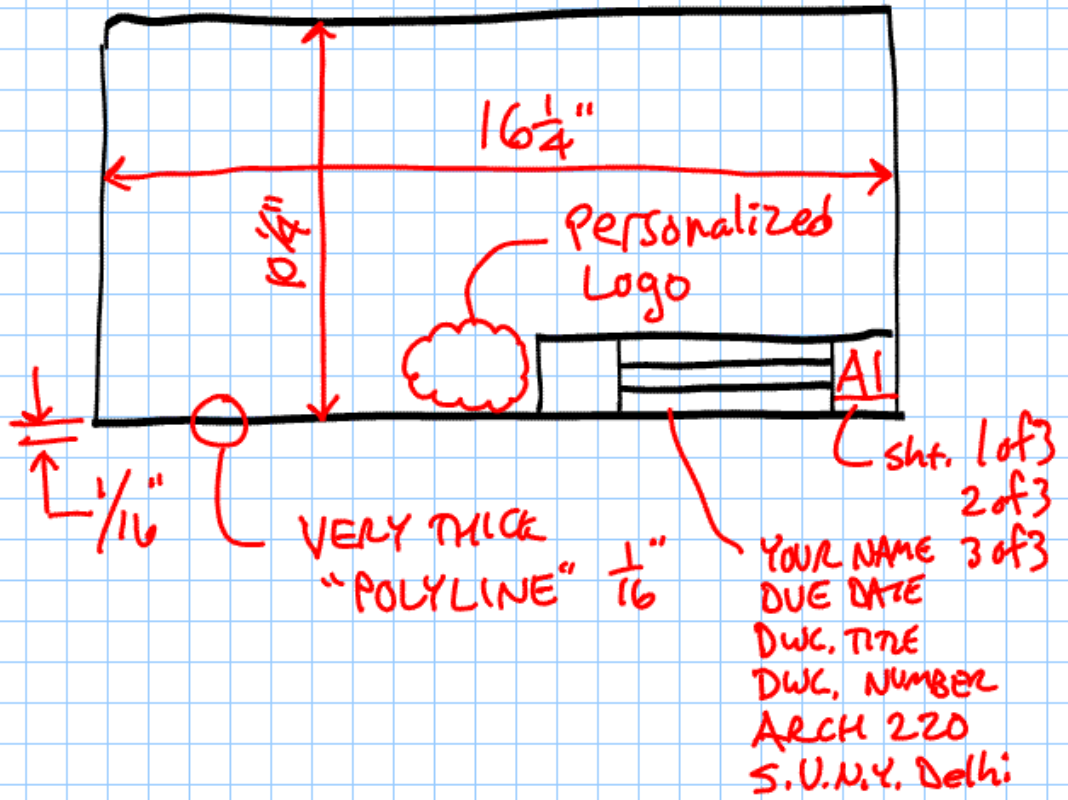 16 1/4"
10 1/4"
Personalized
Logo
A1
sht. 1 of 3
2 of 3
3 of 3
1/16"
VERY THICK
"POLYLINE" 1/16"
YOUR NAME
DUE DATE
DWG. TITLE
DWG. NUMBER
ARCH 220
S.U.N.Y. Delhi